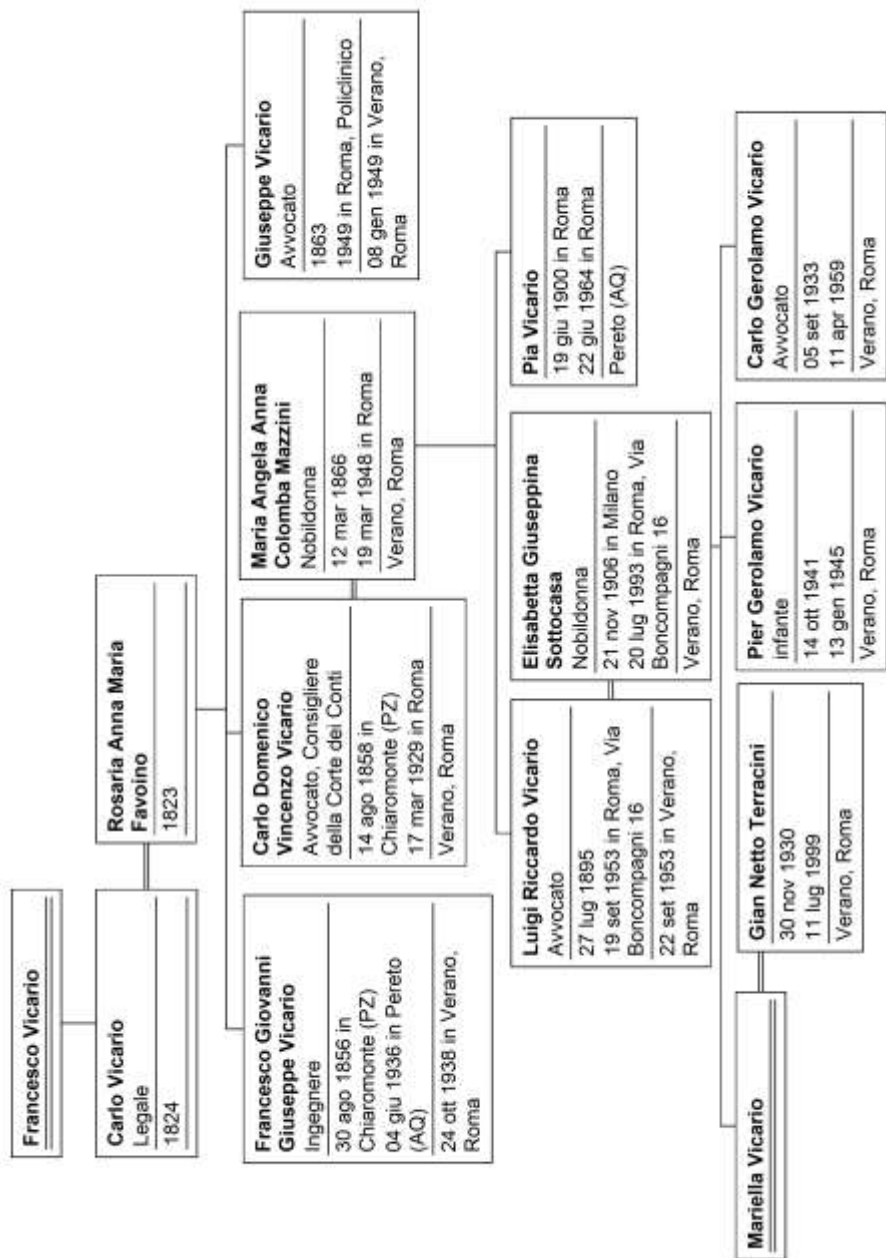 Francesco Vicario
Carlo Vicario
Legale
1824
Rosaria Anna Maria
Favoino
1823
Francesco Giovanni
Giuseppe Vicario
Ingegnere
30 ago 1856 in
Chiaromonte (PZ)
04 giu 1936 in Pereto
(AQ)
24 ott 1938 in Verano,
Roma
Carlo Domenico
Vincenzo Vicario
Avvocato, Consigliere
della Corte dei Conti
14 ago 1858 in
Chiaromonte (PZ)
17 mar 1929 in Roma
Verano, Roma
Maria Angela Anna
Colomba Mazzini
Nobildonna
12 mar 1866
19 mar 1948 in Roma
Verano, Roma
Giuseppe Vicario
Avvocato
1863
1949 in Roma, Policlinico
08 gen 1949 in Verano,
Roma
Luigi Riccardo Vicario
Avvocato
27 lug 1895
19 set 1953 in Roma, Via
Boncompagni 16
22 set 1953 in Verano,
Roma
Elisabetta Giuseppina
Sottocasa
Nobildonna
21 nov 1906 in Milano
20 lug 1993 in Roma, Via
Boncompagni 16
Verano, Roma
Pia Vicario
19 giu 1900 in Roma
22 giu 1964 in Roma
Pereto (AQ)
Mariella Vicario
Gian Netto Terracini
30 nov 1930
11 lug 1999
Verano, Roma
Pier Gerolamo Vicario
infante
14 ott 1941
13 gen 1945
Verano, Roma
Carlo Gerolamo Vicario
Avvocato
05 set 1933
11 apr 1959
Verano, Roma